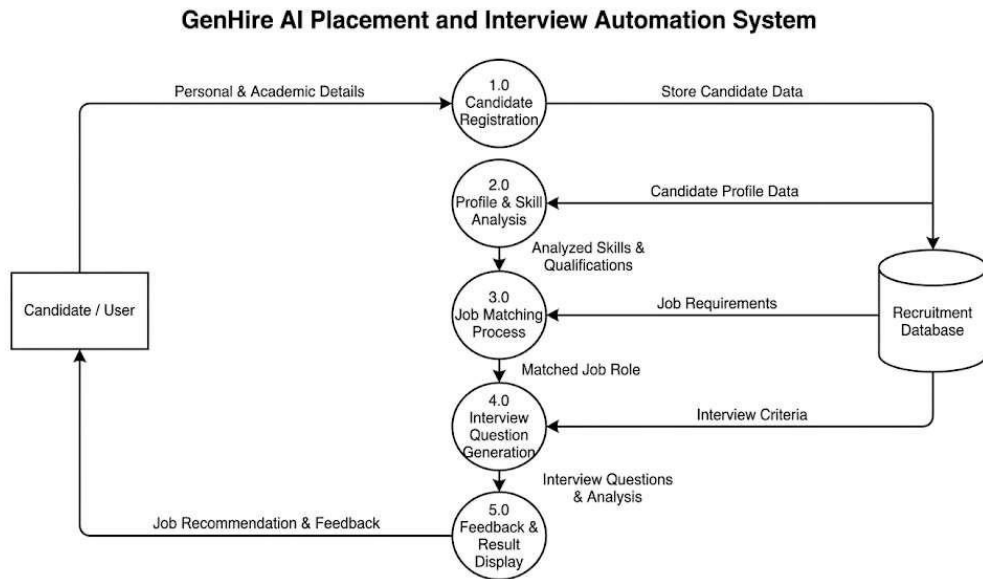 GenHire AI Placement and Interview Automation System
Personal & Academic Details
1.0
Candidate
Registration
Store Candidate Data
2.0
Profile & Skill
Analysis
Candidate Profile Data
Analyzed Skills &
Qualifications
Candidate / User
3.0
Job Matching
Process
Job Requirements
Recruitment
Database
Matched Job Role
4.0
Interview
Question
Generation
Interview Criteria
Interview Questions
& Analysis
5.0
Feedback &
Result
Display
Job Recommendation & Feedback